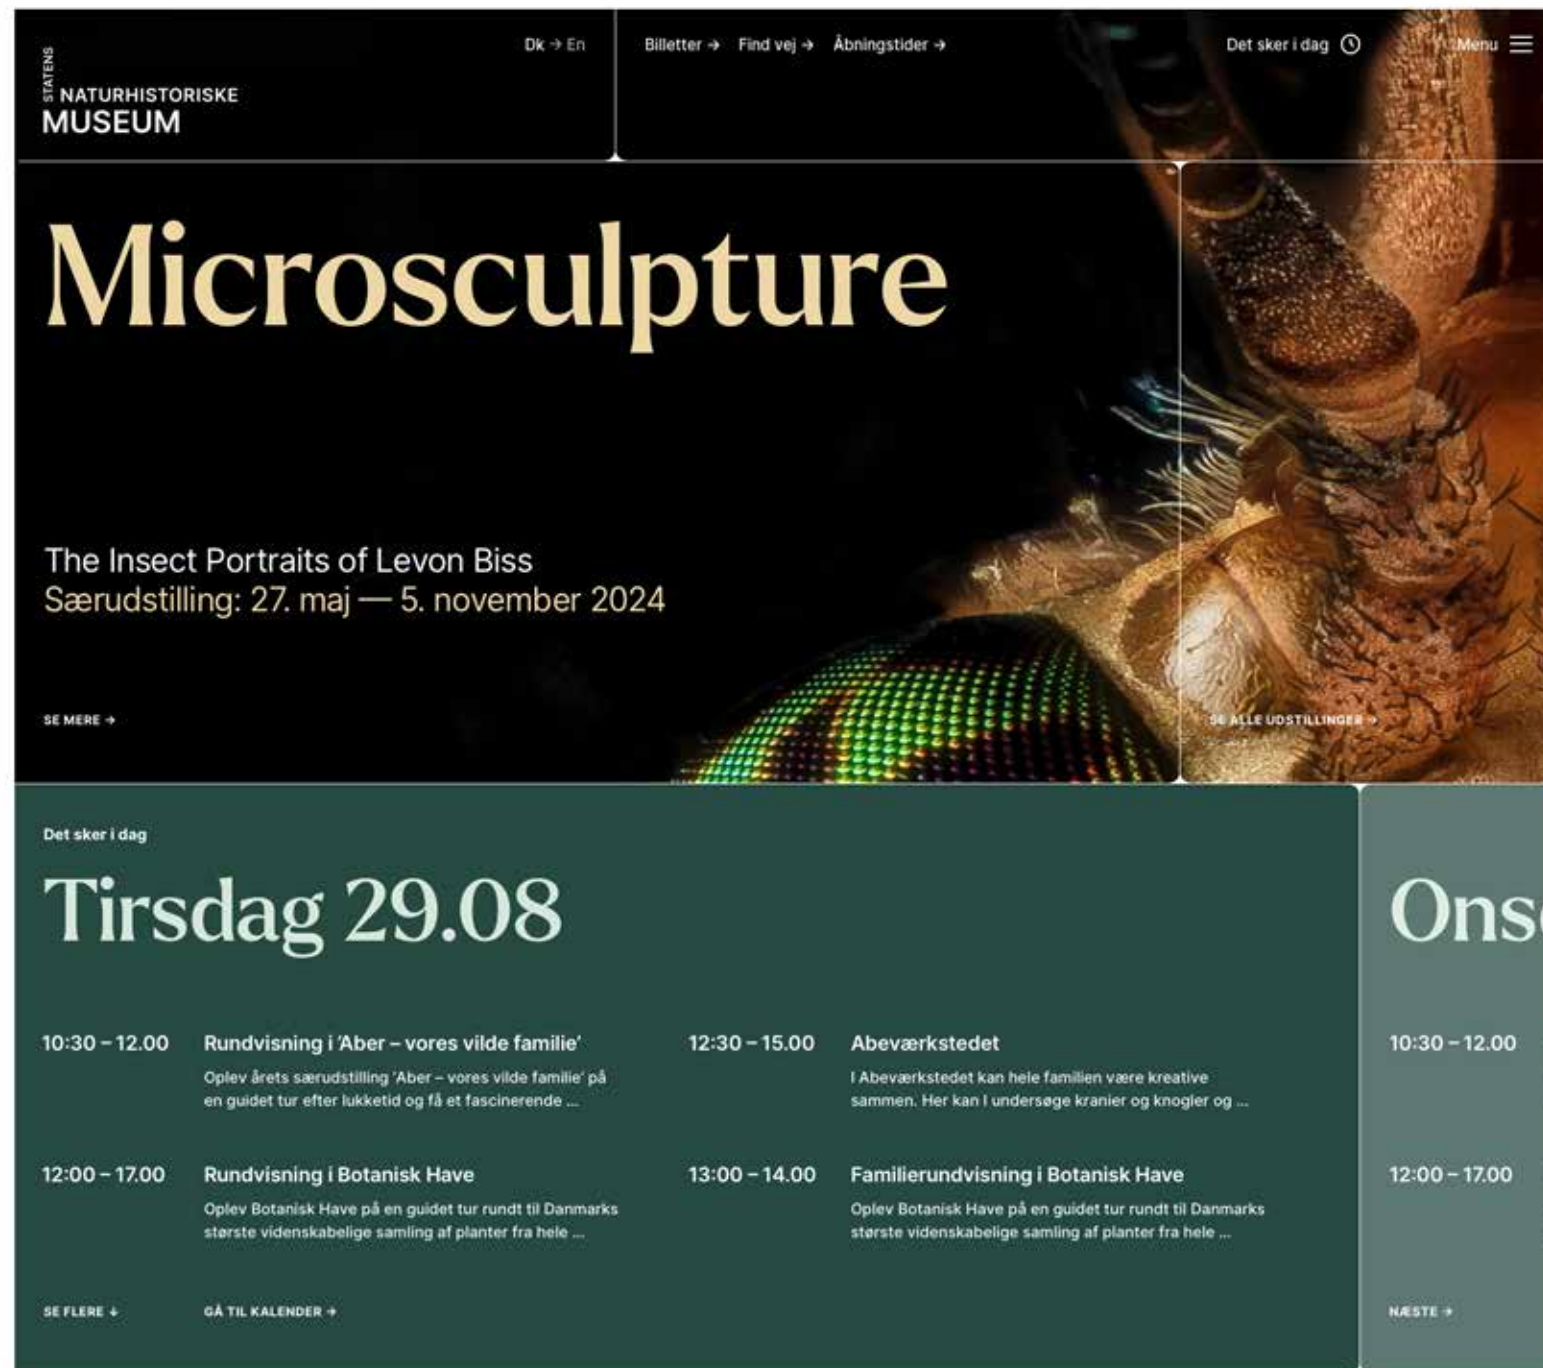 STATENS
NATURHISTORISKE
MUSEUM
Dk → En
Billetter → Find vej → Åbningstider →
Det sker i dag
Menu
Microsculpture
The Insect Portraits of Levon Biss
Særudstilling: 27. maj — 5. november 2024
SE MERE →
SE ALLE UDSTILLINGER →
Det sker i dag
Tirsdag 29.08
10:30 – 12.00
Rundvisning i ’Aber – vores vilde familie’
Oplev årets særudstilling ’Aber – vores vilde familie’ på
en guidet tur efter lukketid og få et fascinerende ...
12:30 – 15.00
Abeværkstedet
I Abeværkstedet kan hele familien være kreative
sammen. Her kan I undersøge kranier og knogler og ...
12:00 – 17.00
Rundvisning i Botanisk Have
Oplev Botanisk Have på en guidet tur rundt til Danmarks
største videnskabelige samling af planter fra hele ...
13:00 – 14.00
Familierundvisning i Botanisk Have
Oplev Botanisk Have på en guidet tur rundt til Danmarks
største videnskabelige samling af planter fra hele ...
SE FLERE ↓
GÅ TIL KALENDER →
10:30 – 12.00
12:00 – 17.00
NÆSTE →